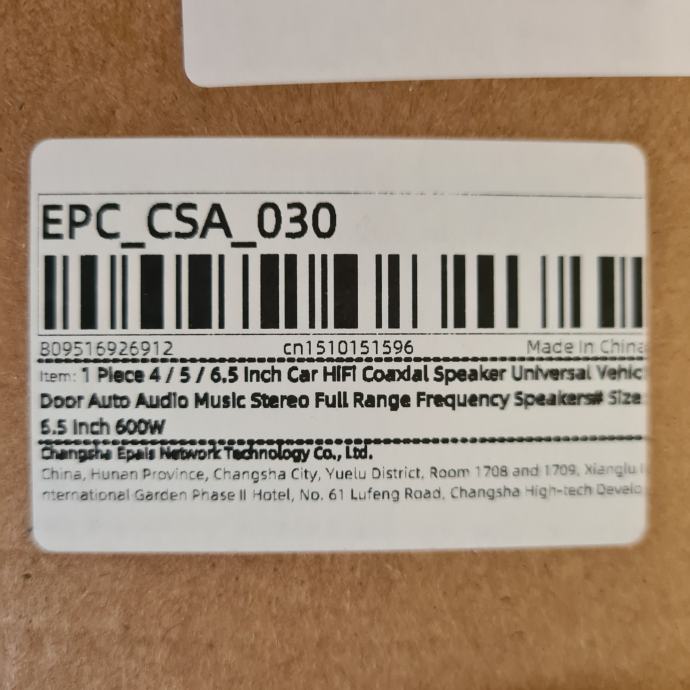 EPC_CSA_030
809516926912 cn1510151596 Made In China
Item: 1 Piece 4 / 5 / 6.5 Inch Car HiFi Coaxial Speaker Universal Vehic
Door Auto Audio Music Stereo Full Range Frequency Speakers# Size
6.5 Inch 600W
Changsha Epais Network Technology Co., Ltd.
China, Hunan Province, Changsha City, Yuelu District, Room 1708 and 1709, Xianglu
nternational Garden Phase II Hotel, No. 61 Lufeng Road, Changsha High-tech Develo